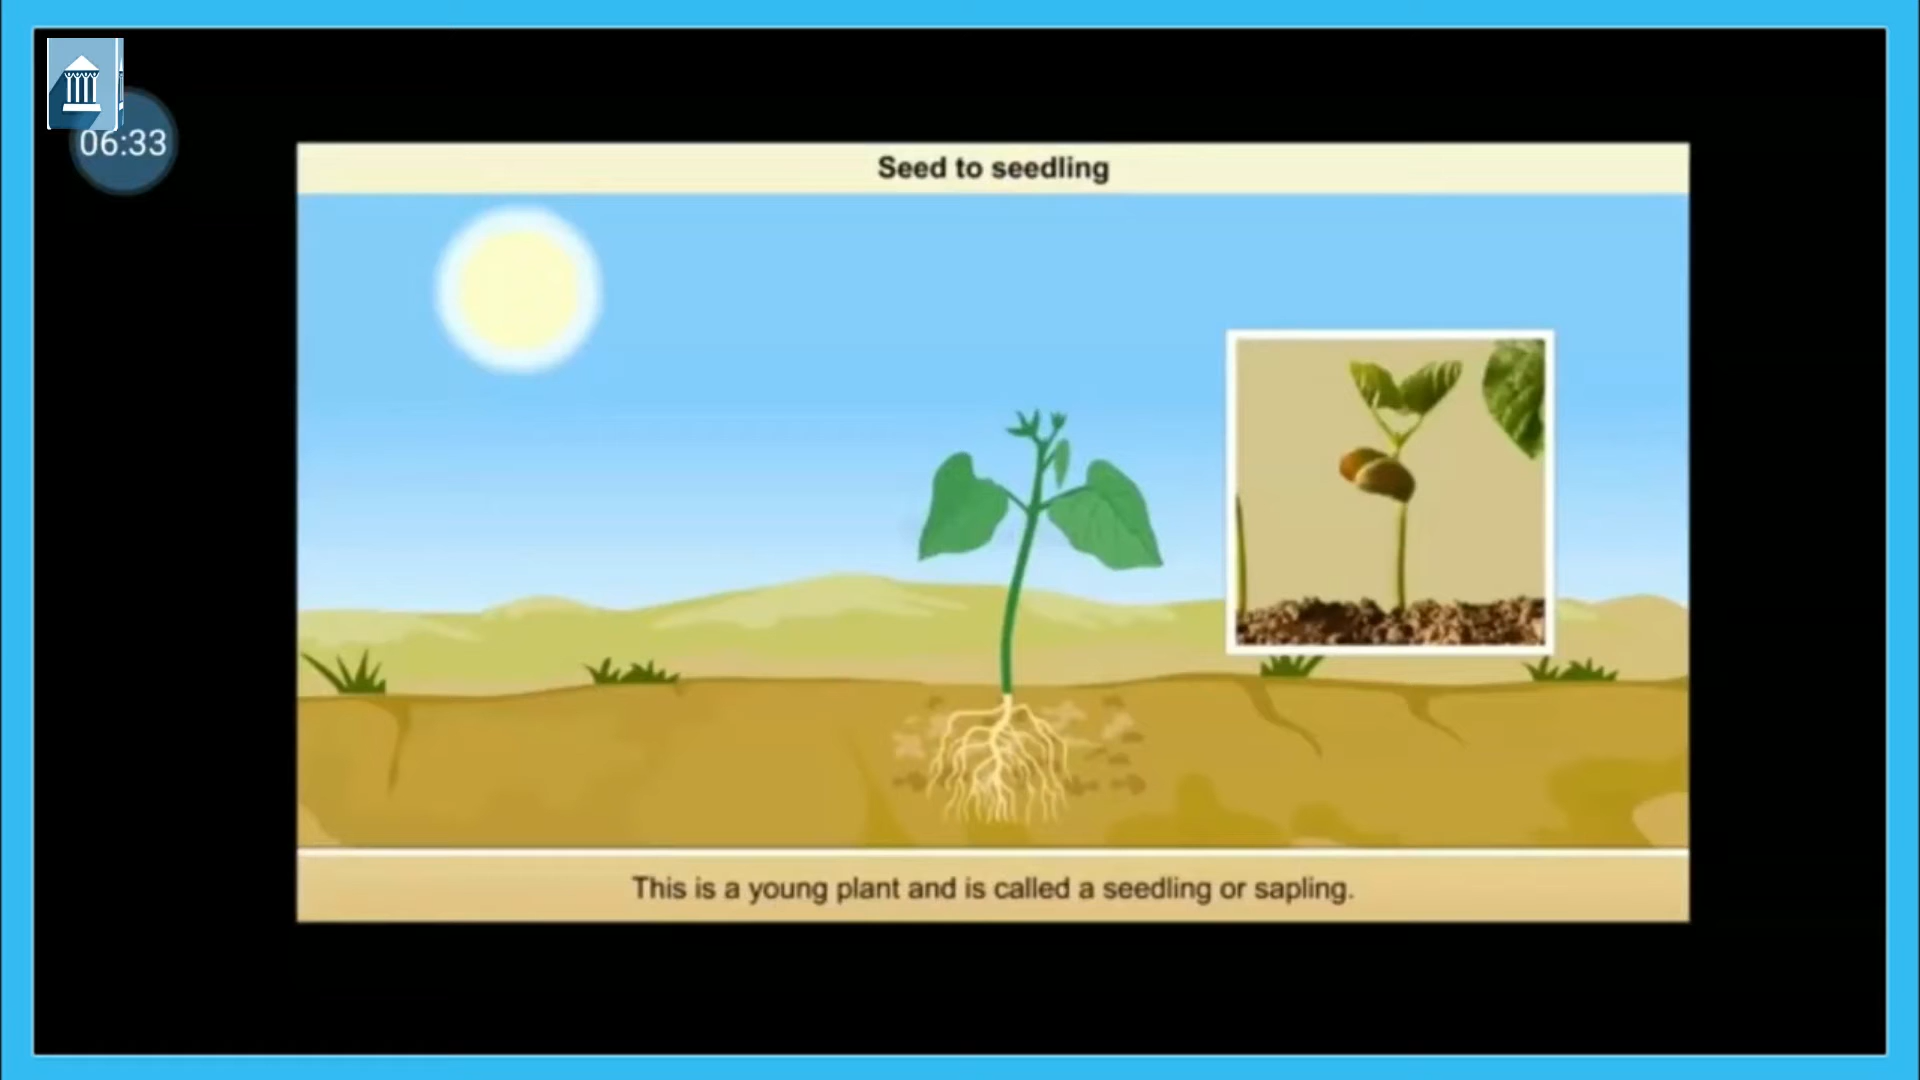 06:33
Seed to seedling
This is a young plant and is called a seedling or sapling.